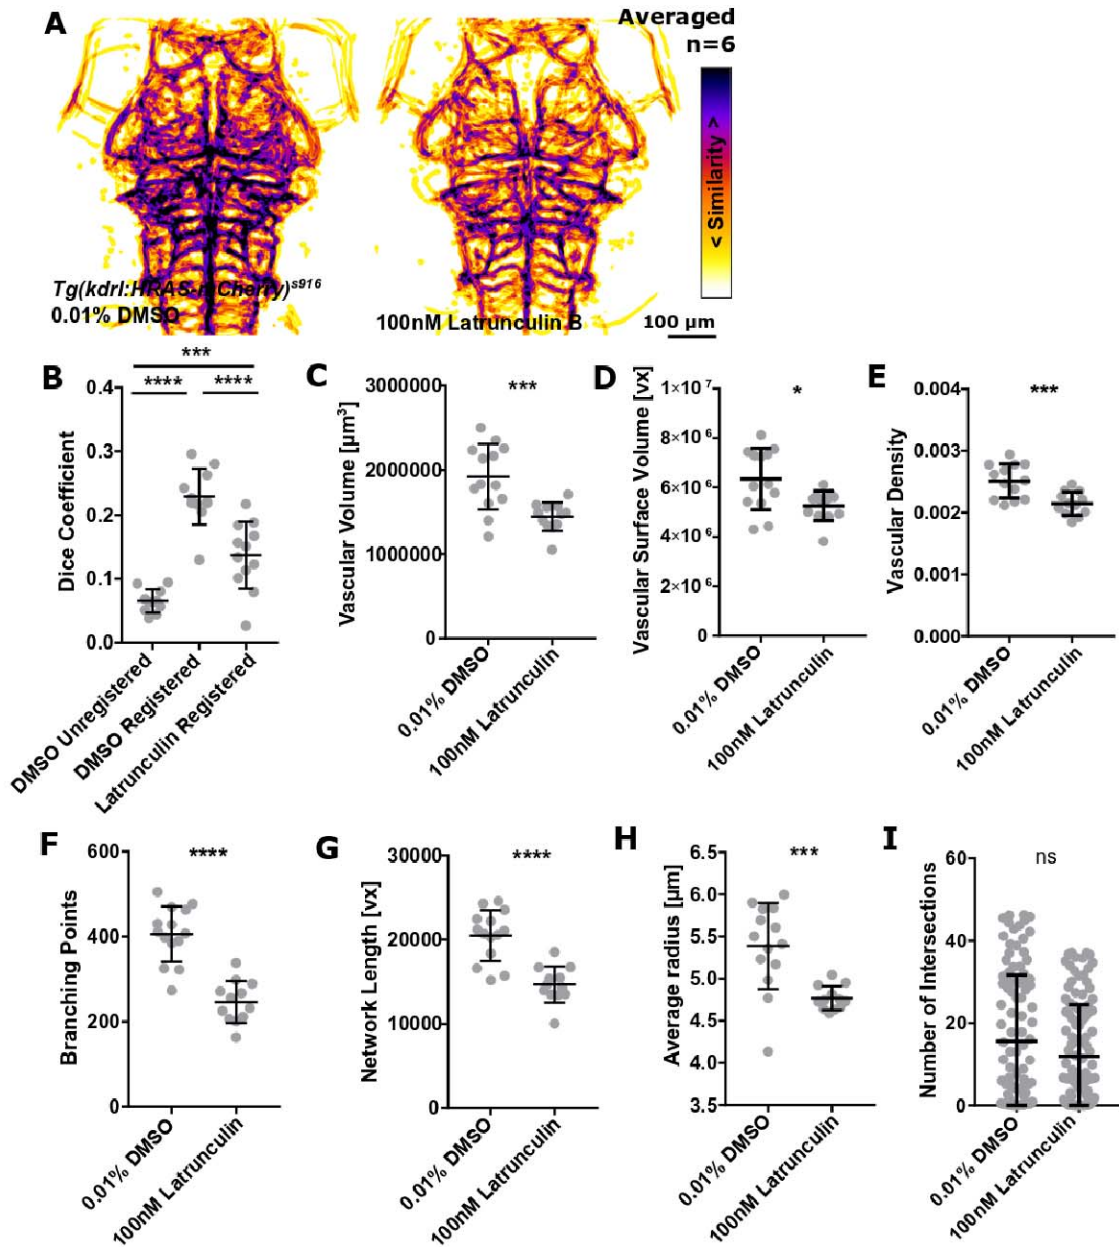 A
Averaged
n=6
< Similarity >
Tg(kdrl:HRAS-mCherry)s916
0.01% DMSO
100nM Latrunculin B
100 µm
B
***
****
****
0.4
0.3
0.2
0.1
0.0
Dice Coefficient
DMSO Unregistered
DMSO Registered
Latrunculin Registered
C
***
3000000
2000000
1000000
0
Vascular Volume [µm³]
0.01% DMSO
100nM Latrunculin
D
*
1×10⁷
8×10⁶
6×10⁶
4×10⁶
2×10⁶
0
Vascular Surface Volume [vx]
0.01% DMSO
100nM Latrunculin
E
***
0.004
0.003
0.002
0.001
0.000
Vascular Density
0.01% DMSO
100nM Latrunculin
F
****
600
400
200
0
Branching Points
0.01% DMSO
100nM Latrunculin
G
****
30000
20000
10000
0
Network Length [vx]
0.01% DMSO
100nM Latrunculin
H
***
6.5
6.0
5.5
5.0
4.5
4.0
3.5
Average radius [µm]
0.01% DMSO
100nM Latrunculin
I
ns
60
40
20
0
Number of Intersections
0.01% DMSO
100nM Latrunculin